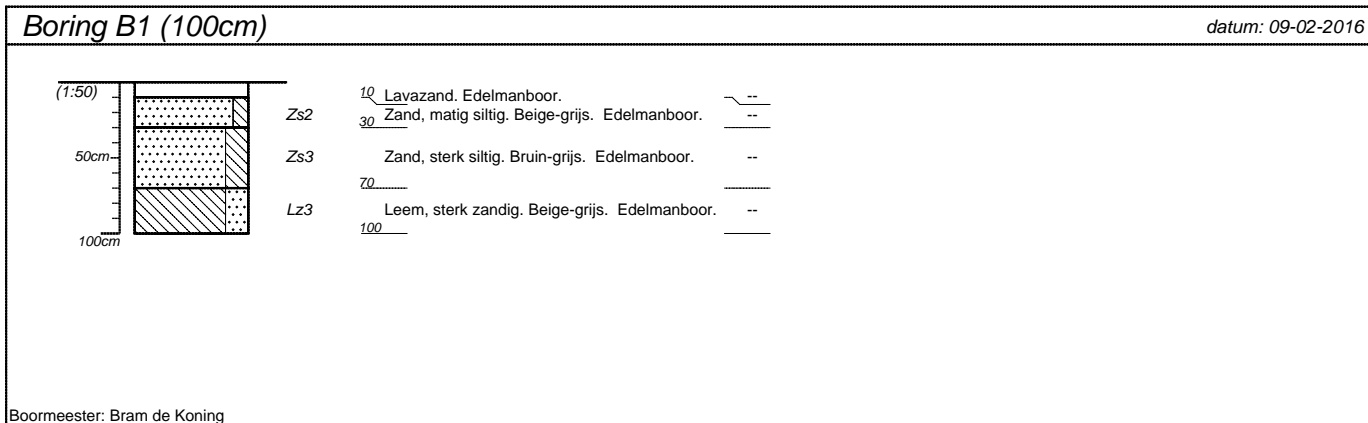 Boring B1 (100cm) datum: 09-02-2016
(1:50) 10 Lavazand. Edelmanboor. --
Zs2 30 Zand, matig siltig. Beige-grijs. Edelmanboor. --
50cm Zs3 Zand, sterk siltig. Bruin-grijs. Edelmanboor. --
70
Lz3 Leem, sterk zandig. Beige-grijs. Edelmanboor. --
100
100cm
Boormeester: Bram de Koning